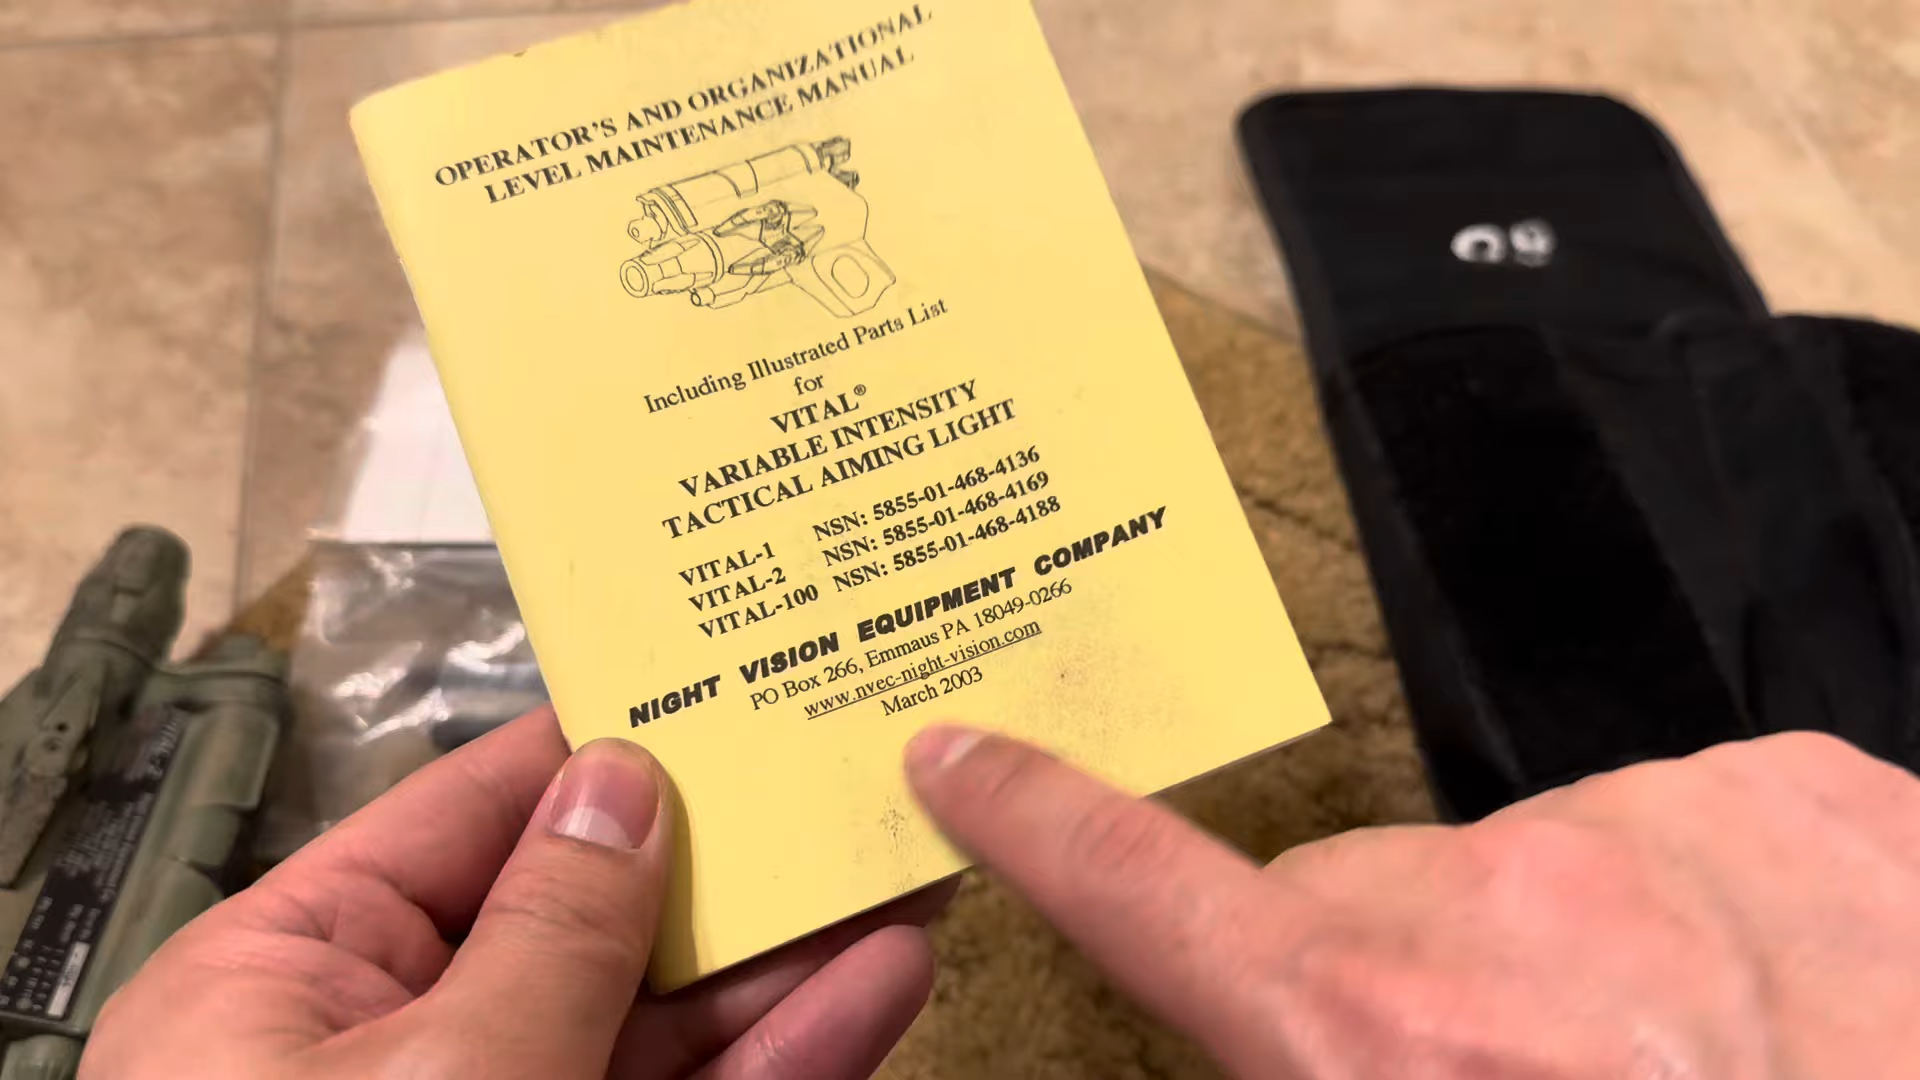 OPERATOR'S AND ORGANIZATIONAL
LEVEL MAINTENANCE MANUAL
Including Illustrated Parts List
for
VITAL®
VARIABLE INTENSITY
TACTICAL AIMING LIGHT
VITAL-1 NSN: 5855-01-468-4136
VITAL-2 NSN: 5855-01-468-4169
VITAL-100 NSN: 5855-01-468-4188
NIGHT VISION EQUIPMENT COMPANY
PO Box 266, Emmaus PA 18049-0266
www.nvec-night-vision.com
March 2003
VITAL-2